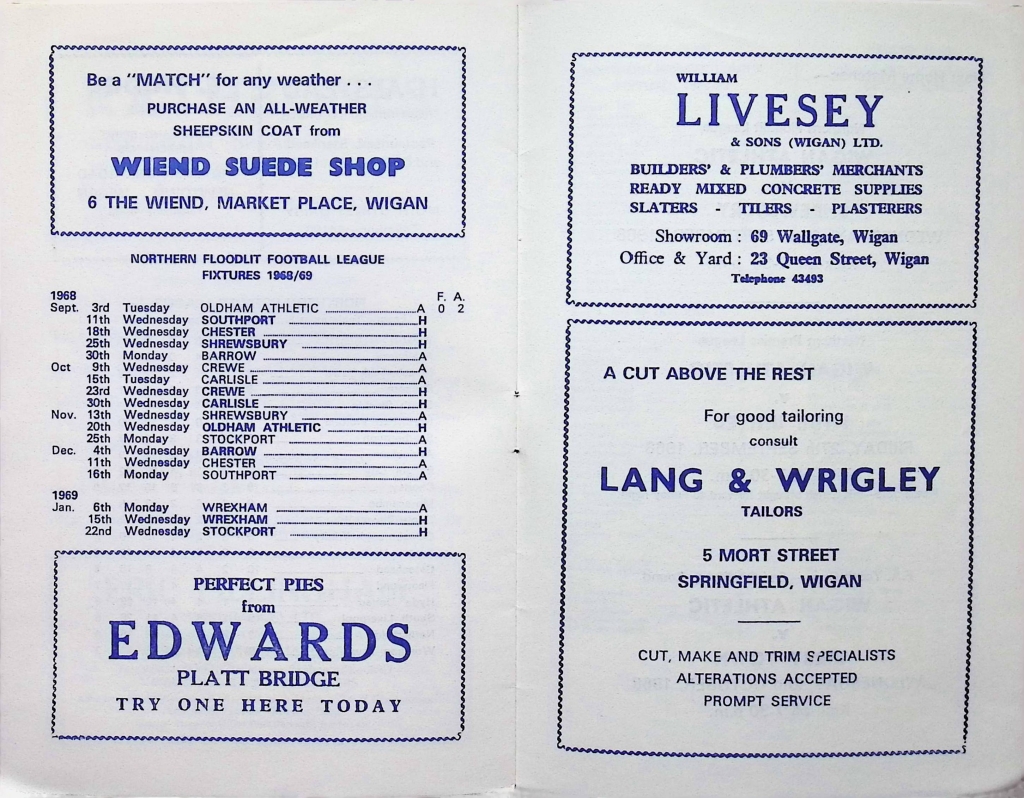 Be a "MATCH" for any weather . . .
PURCHASE AN ALL-WEATHER
SHEEPSKIN COAT from
WIEND SUEDE SHOP
6 THE WIEND, MARKET PLACE, WIGAN
NORTHERN FLOODLIT FOOTBALL LEAGUE
FIXTURES 1968/69
1968 F. A.
Sept. 3rd Tuesday OLDHAM ATHLETIC A 0 2
11th Wednesday SOUTHPORT H
18th Wednesday CHESTER H
25th Wednesday SHREWSBURY H
30th Monday BARROW A
Oct 9th Wednesday CREWE A
15th Tuesday CARLISLE A
23rd Wednesday CREWE H
30th Wednesday CARLISLE H
Nov. 13th Wednesday SHREWSBURY A
20th Wednesday OLDHAM ATHLETIC H
25th Monday STOCKPORT A
Dec. 4th Wednesday BARROW H
11th Wednesday CHESTER A
16th Monday SOUTHPORT A
1969
Jan. 6th Monday WREXHAM A
15th Wednesday WREXHAM H
22nd Wednesday STOCKPORT H
PERFECT PIES
from
EDWARDS
PLATT BRIDGE
TRY ONE HERE TODAY
WILLIAM
LIVESEY
& SONS (WIGAN) LTD.
BUILDERS' & PLUMBERS' MERCHANTS
READY MIXED CONCRETE SUPPLIES
SLATERS - TILERS - PLASTERERS
Showroom : 69 Wallgate, Wigan
Office & Yard : 23 Queen Street, Wigan
Telephone 43493
A CUT ABOVE THE REST
For good tailoring
consult
LANG & WRIGLEY
TAILORS
5 MORT STREET
SPRINGFIELD, WIGAN
CUT, MAKE AND TRIM SPECIALISTS
ALTERATIONS ACCEPTED
PROMPT SERVICE